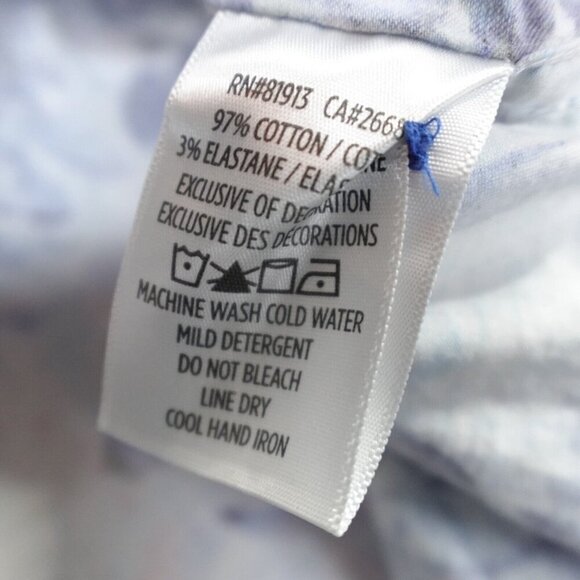 RN#81913 CA#2668
97% COTTON /
3% ELASTANE /
EXCLUSIVE OF
EXCLUSIVE DES DECORATIONS
MACHINE WASH COLD WATER
MILD DETERGENT
DO NOT BLEACH
LINE DRY
COOL HAND IRON